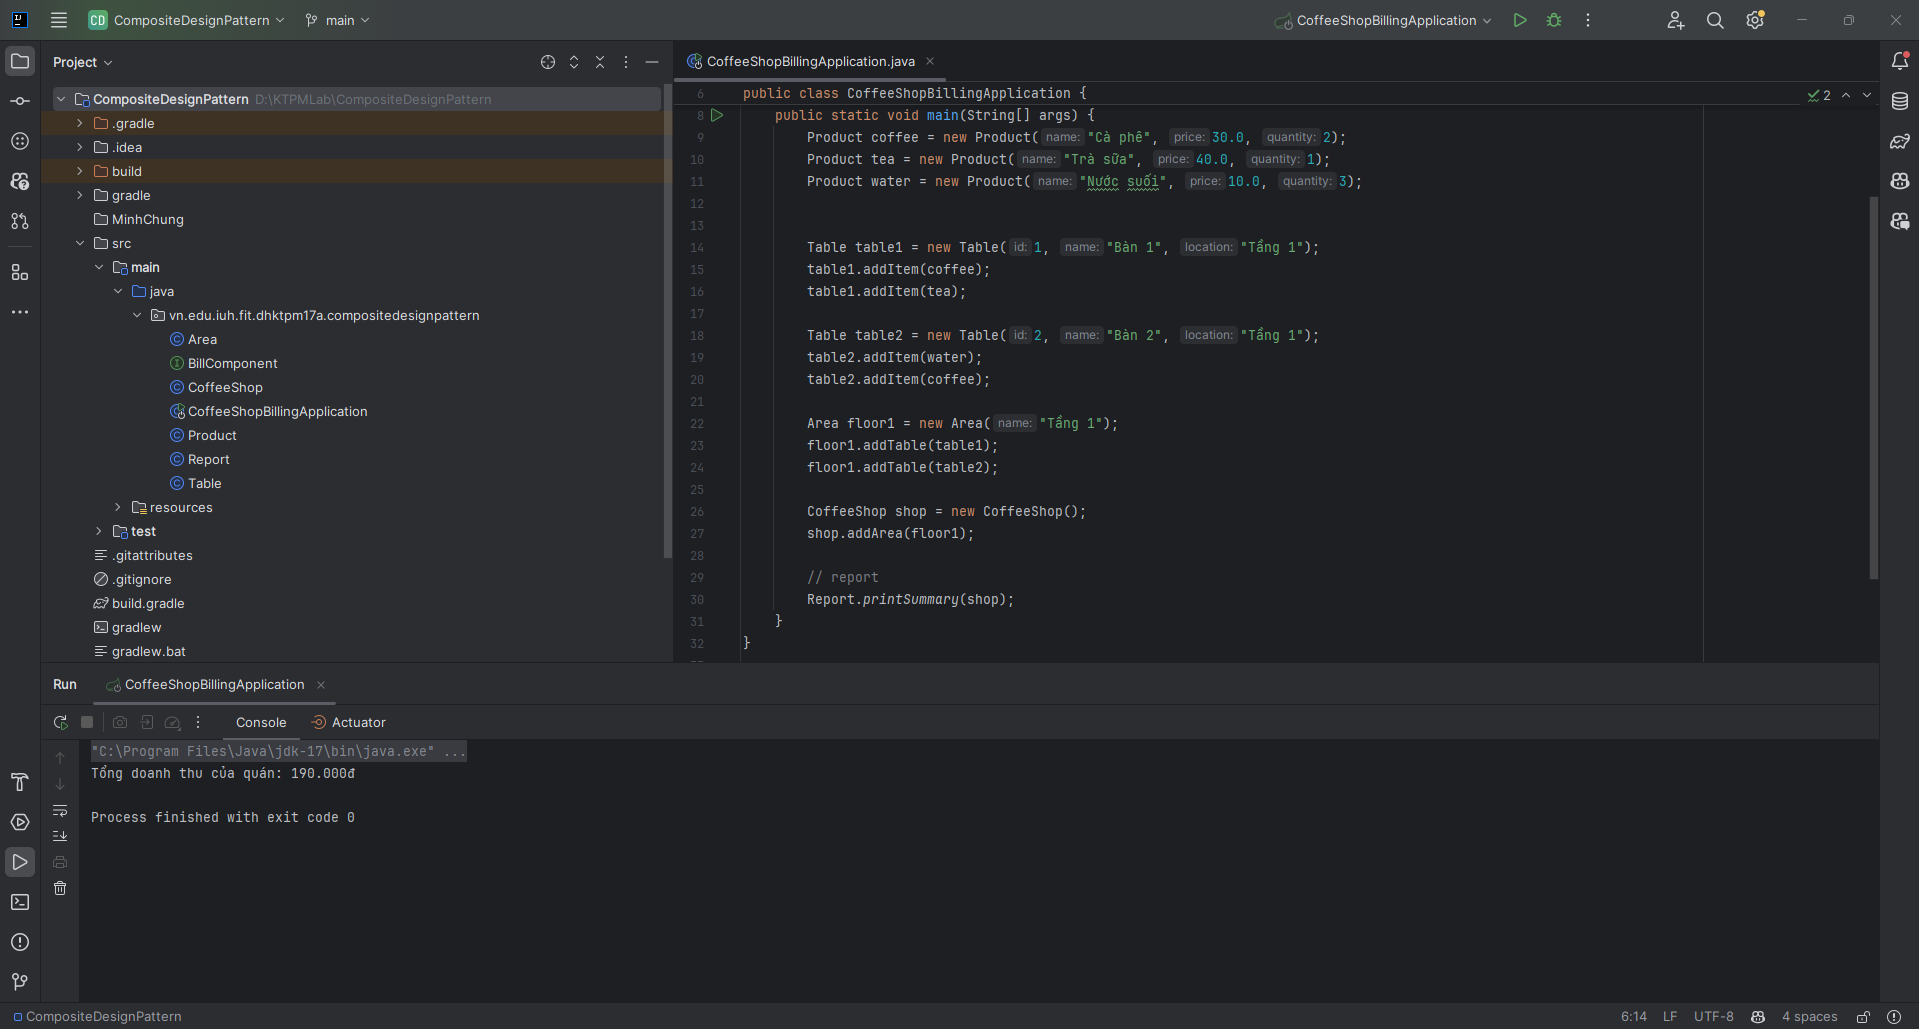 CD CompositeDesignPattern main CoffeeShopBillingApplication
Project
CompositeDesignPattern D:\KTPMLab\CompositeDesignPattern
.gradle
.idea
build
gradle
MinhChung
src
main
java
vn.edu.iuh.fit.dhktpm17a.compositedesignpattern
Area
BillComponent
CoffeeShop
CoffeeShopBillingApplication
Product
Report
Table
resources
test
.gitattributes
.gitignore
build.gradle
gradlew
gradlew.bat
CoffeeShopBillingApplication.java
2
6 public class CoffeeShopBillingApplication {
8 public static void main(String[] args) {
9 Product coffee = new Product( name: "Cà phê", price: 30.0, quantity: 2);
10 Product tea = new Product( name: "Trà sữa", price: 40.0, quantity: 1);
11 Product water = new Product( name: "Nước suối", price: 10.0, quantity: 3);
12
13
14 Table table1 = new Table( id: 1, name: "Bàn 1", location: "Tầng 1");
15 table1.addItem(coffee);
16 table1.addItem(tea);
17
18 Table table2 = new Table( id: 2, name: "Bàn 2", location: "Tầng 1");
19 table2.addItem(water);
20 table2.addItem(coffee);
21
22 Area floor1 = new Area( name: "Tầng 1");
23 floor1.addTable(table1);
24 floor1.addTable(table2);
25
26 CoffeeShop shop = new CoffeeShop();
27 shop.addArea(floor1);
28
29 // report
30 Report.printSummary(shop);
31 }
32 }
Run CoffeeShopBillingApplication
Console Actuator
"C:\Program Files\Java\jdk-17\bin\java.exe" ...
Tổng doanh thu của quán: 190.000đ
Process finished with exit code 0
CompositeDesignPattern 6:14 LF UTF-8 4 spaces